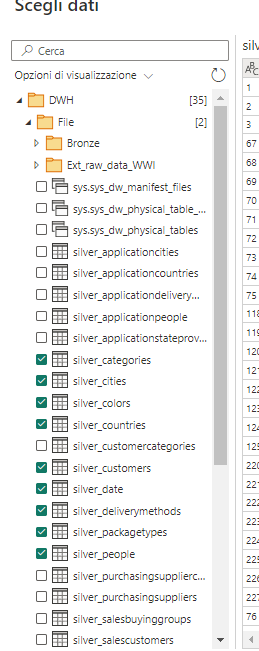 Scegli dati
silv
Cerca
Opzioni di visualizzazione
DWH [35]
File [2]
Bronze
Ext_raw_data_WWI
sys.sys_dw_manifest_files
sys.sys_dw_physical_table_...
sys.sys_dw_physical_tables
silver_applicationcities
silver_applicationcountries
silver_applicationdelivery...
silver_applicationpeople
silver_applicationstateprov...
silver_categories
silver_cities
silver_colors
silver_countries
silver_customercategories
silver_customers
silver_date
silver_deliverymethods
silver_packagetypes
silver_people
silver_purchasingsupplierc...
silver_purchasingsuppliers
silver_salesbuyinggroups
silver_salescustomers
ABC
1
2
3
67
68
69
70
71
72
73
74
75
118
119
120
121
122
123
124
125
220
221
222
223
224
225
226
227
76